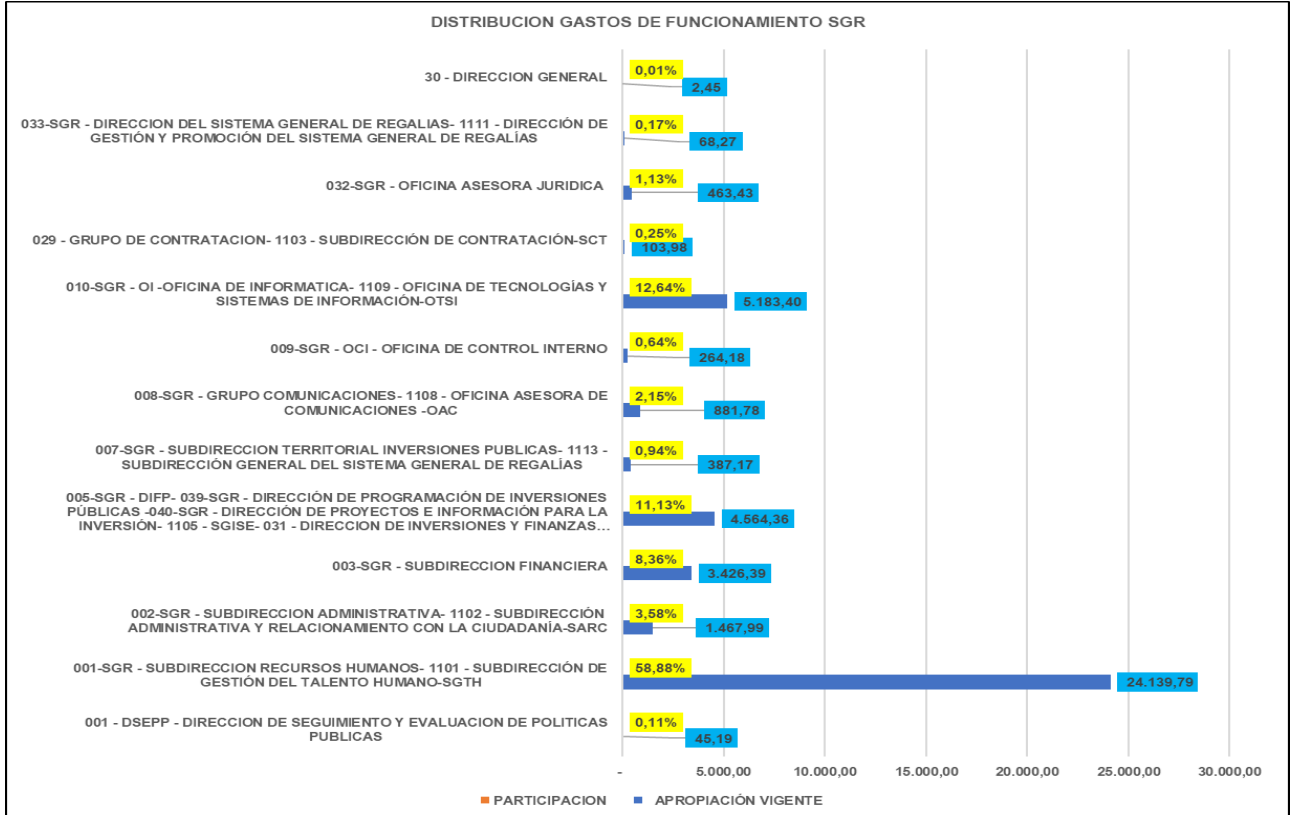 DISTRIBUCION GASTOS DE FUNCIONAMIENTO SGR
30 - DIRECCION GENERAL
0,01%
2,45
033-SGR - DIRECCION DEL SISTEMA GENERAL DE REGALIAS- 1111 - DIRECCIÓN DE
GESTIÓN Y PROMOCIÓN DEL SISTEMA GENERAL DE REGALÍAS
0,17%
68,27
032-SGR - OFICINA ASESORA JURIDICA
1,13%
463,43
029 - GRUPO DE CONTRATACION- 1103 - SUBDIRECCIÓN DE CONTRATACIÓN-SCT
0,25%
103,98
010-SGR - OI -OFICINA DE INFORMATICA- 1109 - OFICINA DE TECNOLOGÍAS Y
SISTEMAS DE INFORMACIÓN-OTSI
12,64%
5.183,40
009-SGR - OCI - OFICINA DE CONTROL INTERNO
0,64%
264,18
008-SGR - GRUPO COMUNICACIONES- 1108 - OFICINA ASESORA DE
COMUNICACIONES -OAC
2,15%
881,78
007-SGR - SUBDIRECCION TERRITORIAL INVERSIONES PUBLICAS- 1113 -
SUBDIRECCIÓN GENERAL DEL SISTEMA GENERAL DE REGALÍAS
0,94%
387,17
005-SGR - DIFP- 039-SGR - DIRECCIÓN DE PROGRAMACIÓN DE INVERSIONES
PÚBLICAS -040-SGR - DIRECCIÓN DE PROYECTOS E INFORMACIÓN PARA LA
INVERSIÓN- 1105 - SGISE- 031 - DIRECCION DE INVERSIONES Y FINANZAS...
11,13%
4.564,36
003-SGR - SUBDIRECCION FINANCIERA
8,36%
3.426,39
002-SGR - SUBDIRECCION ADMINISTRATIVA- 1102 - SUBDIRECCIÓN
ADMINISTRATIVA Y RELACIONAMIENTO CON LA CIUDADANÍA-SARC
3,58%
1.467,99
001-SGR - SUBDIRECCION RECURSOS HUMANOS- 1101 - SUBDIRECCIÓN DE
GESTIÓN DEL TALENTO HUMANO-SGTH
58,88%
24.139,79
001 - DSEPP - DIRECCION DE SEGUIMIENTO Y EVALUACION DE POLITICAS
PUBLICAS
0,11%
45,19
- 5.000,00 10.000,00 15.000,00 20.000,00 25.000,00 30.000,00
PARTICIPACION APROPIACIÓN VIGENTE